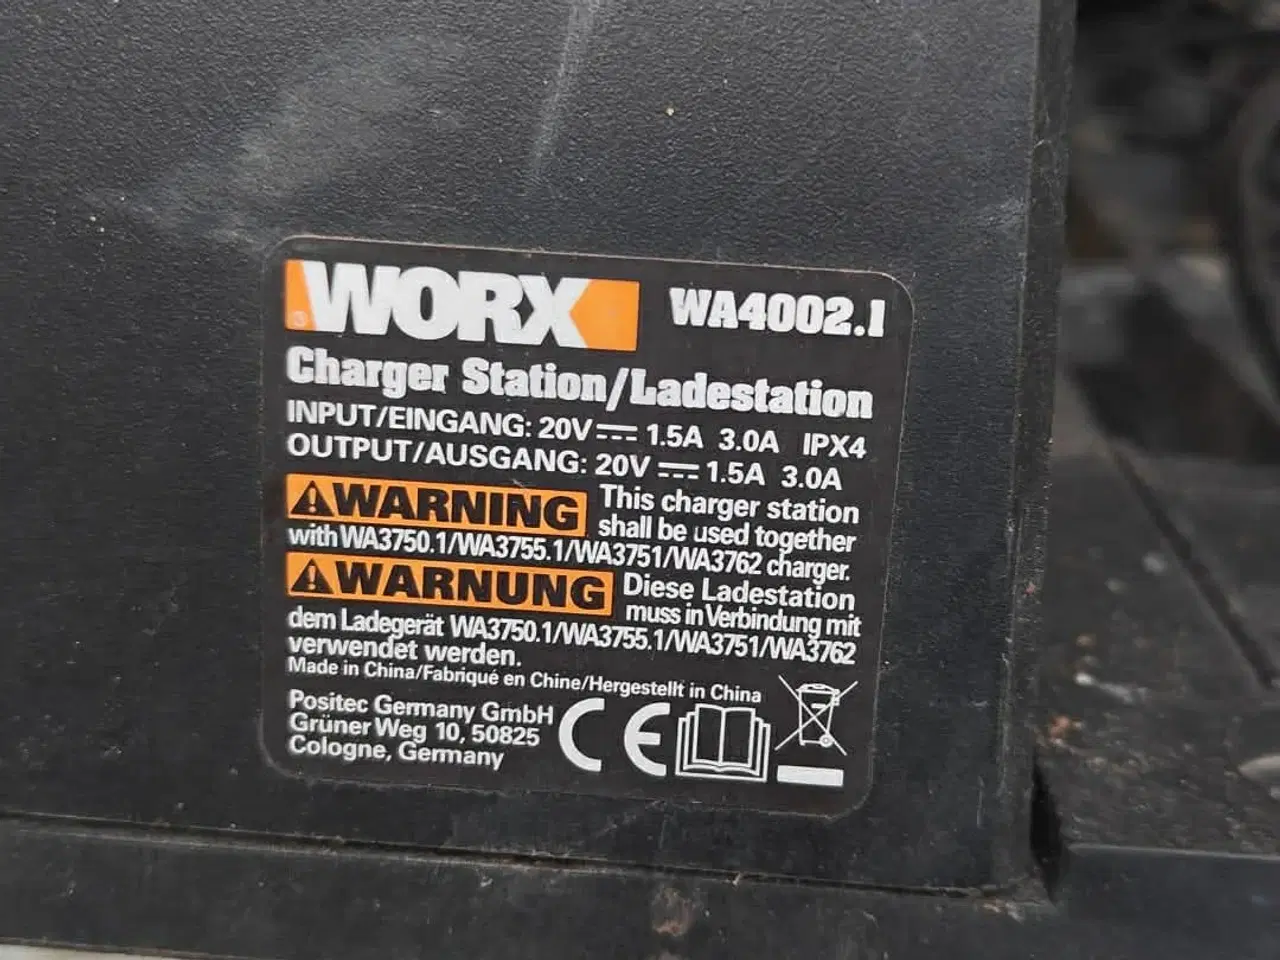 WORX WA4002.1
Charger Station/Ladestation
INPUT/EINGANG: 20V⎓ 1.5A 3.0A IPX4
OUTPUT/AUSGANG: 20V⎓ 1.5A 3.0A
⚠WARNING This charger station
shall be used together
with WA3750.1/WA3755.1/WA3751/WA3762 charger.
⚠WARNUNG Diese Ladestation
muss in Verbindung mit
dem Ladegerät WA3750.1/WA3755.1/WA3751/WA3762
verwendet werden.
Made in China/Fabriqué en Chine/Hergestellt in China
Positec Germany GmbH
Grüner Weg 10, 50825
Cologne, Germany
CE